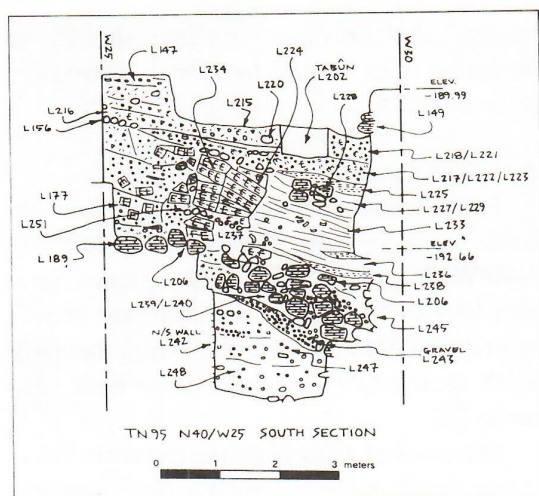 W25
W30
L147
L234
L224
L220
TABÛN
L202
L228
ELEV.
-189.99
L149
L216
L156
L215
L218/L221
L217/L222/L223
L225
L227/L229
L177
L251
L237
L233
ELEV.
-192.66
L189
L206
L236
L238
L206
L239/L240
L245
N/S WALL
L242
GRAVEL
L243
L248
L247
TN95 N40/W25 SOUTH SECTION
0 1 2 3 meters